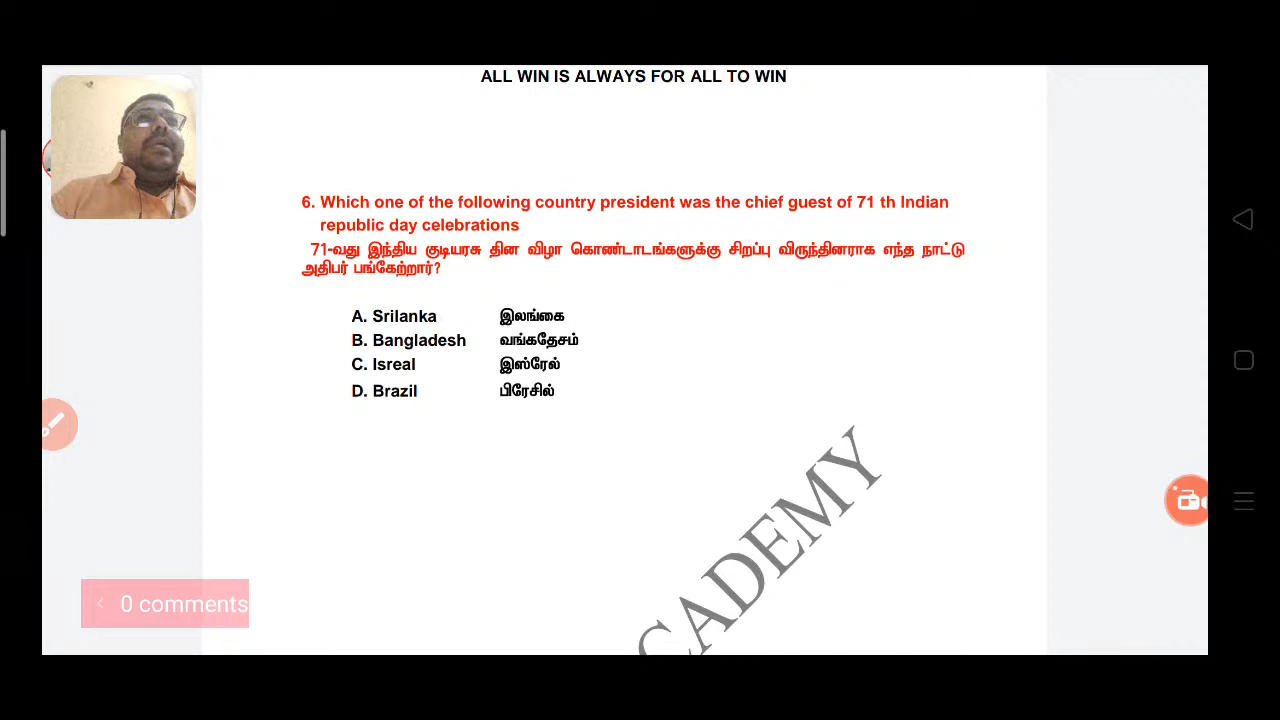 ALL WIN IS ALWAYS FOR ALL TO WIN
6. Which one of the following country president was the chief guest of 71 th Indian
republic day celebrations
71-வது இந்திய குடியரசு தின விழா கொண்டாடங்களுக்கு சிறப்பு விருந்தினராக எந்த நாட்டு
அதிபர் பங்கேற்றார்?
A. Srilanka இலங்கை
B. Bangladesh வங்கதேசம்
C. Isreal இஸ்ரேல்
D. Brazil பிரேசில்
CADEMY
0 comments